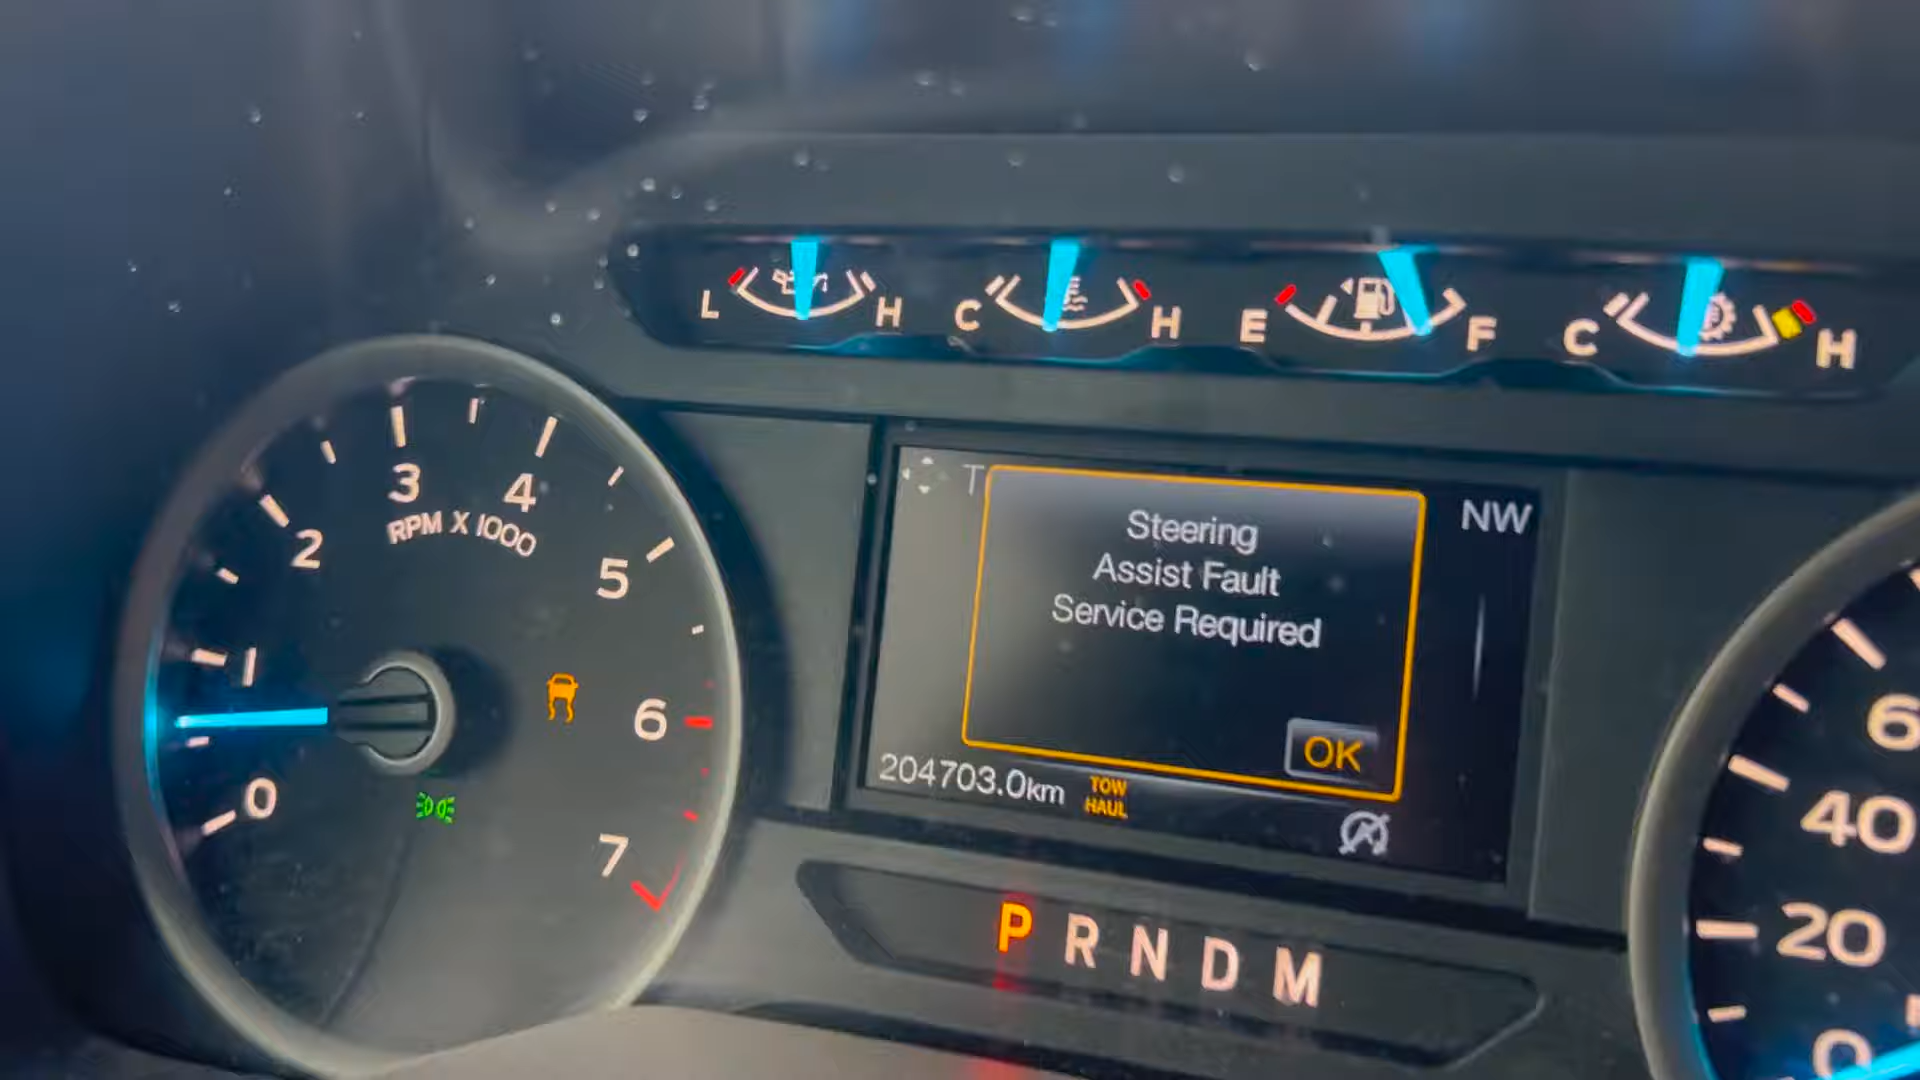 L H C H E F C H
3 4
RPM X 1000
2 5
1 6
0 7
T NW
Steering
Assist Fault
Service Required
OK
204703.0km TOW
HAUL
P R N D M
6
40
20
0